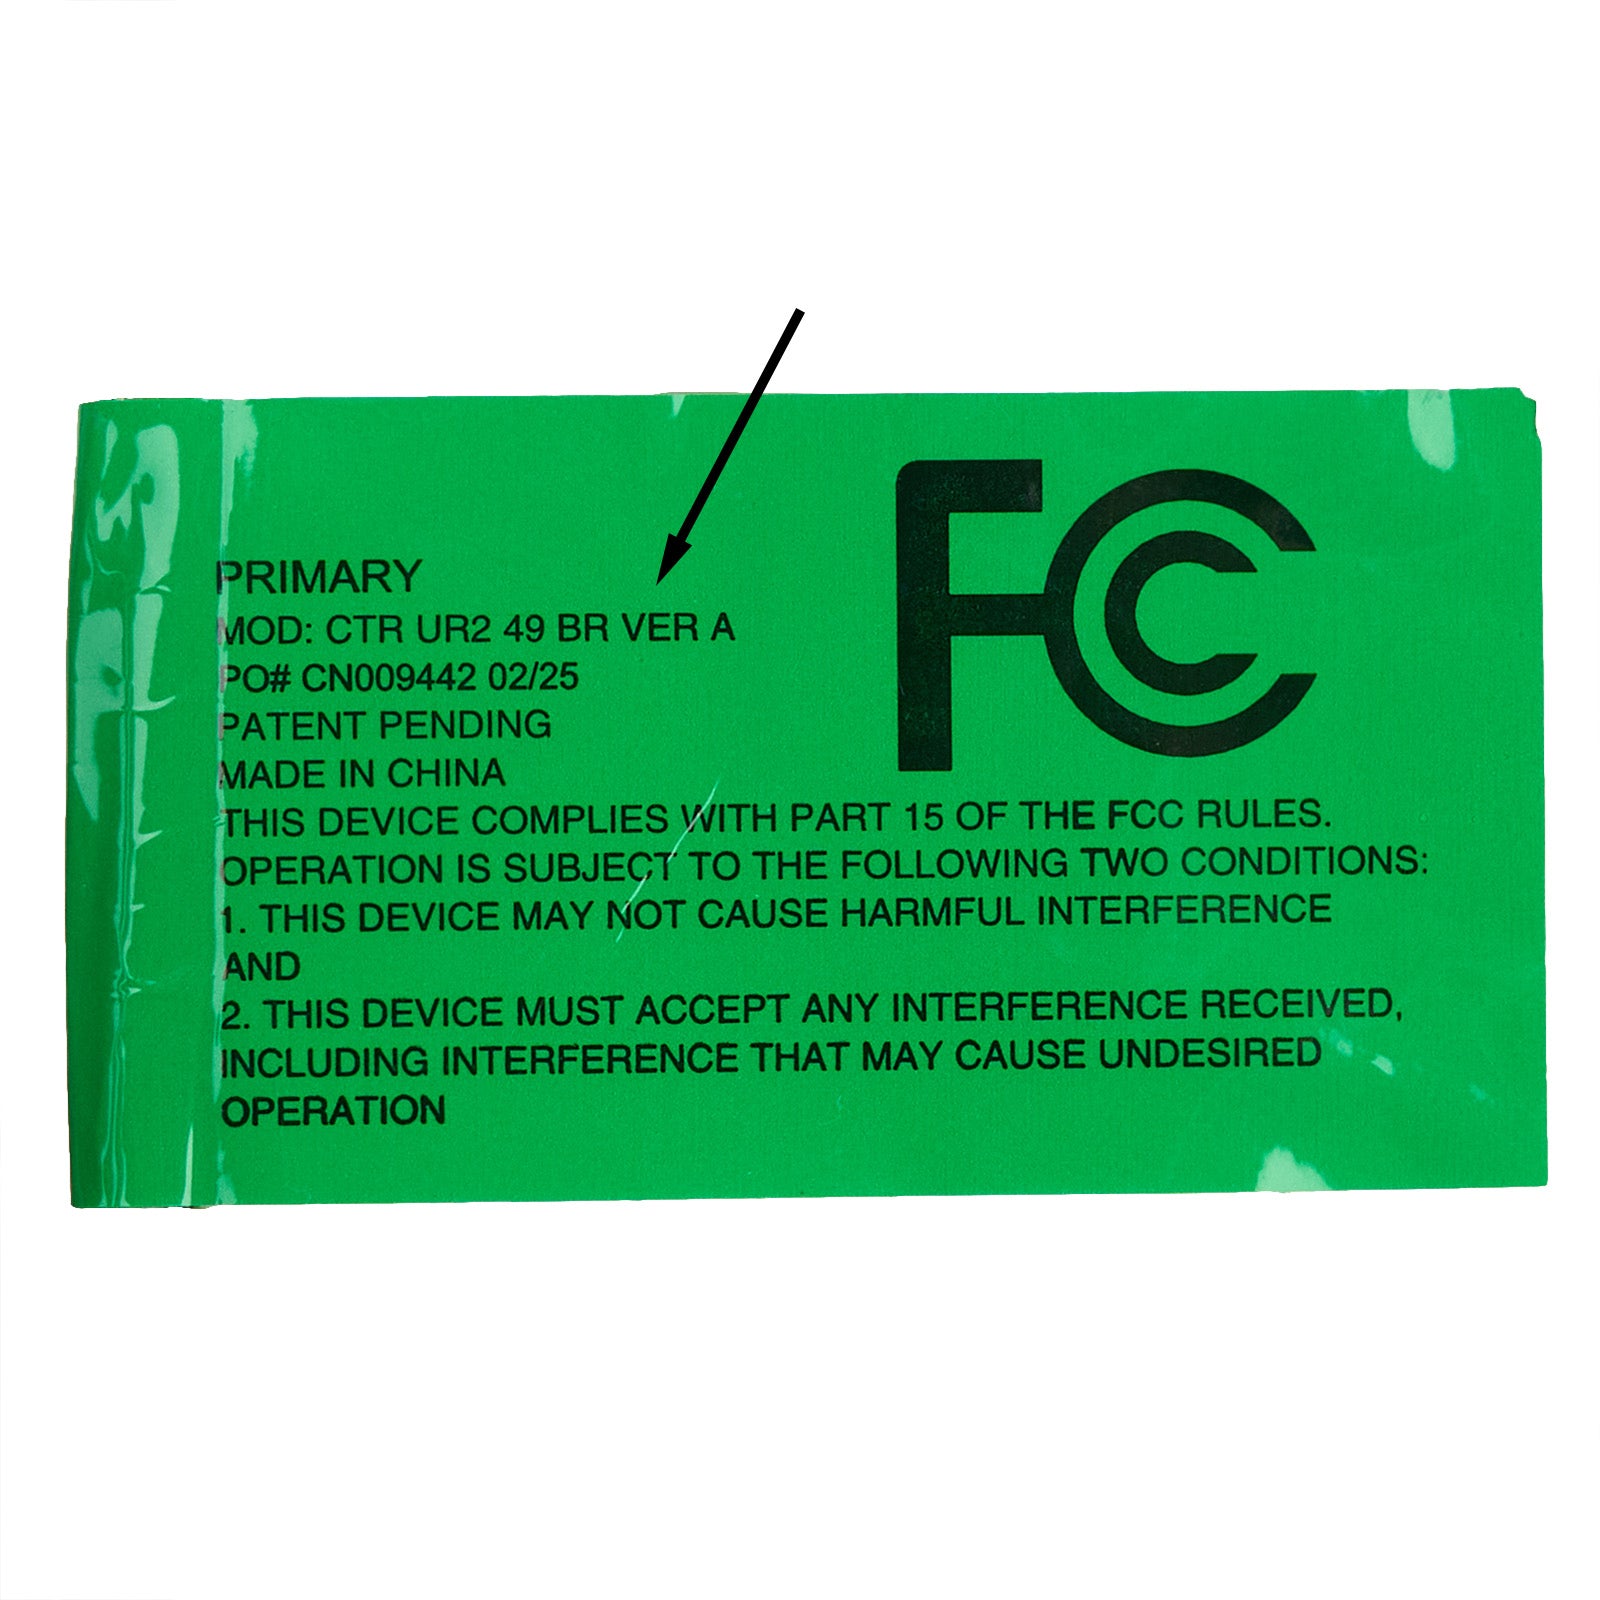 FC
PRIMARY
MOD: CTR UR2 49 BR VER A
PO# CN009442 02/25
PATENT PENDING
MADE IN CHINA
THIS DEVICE COMPLIES WITH PART 15 OF THE FCC RULES.
OPERATION IS SUBJECT TO THE FOLLOWING TWO CONDITIONS:
1. THIS DEVICE MAY NOT CAUSE HARMFUL INTERFERENCE
AND
2. THIS DEVICE MUST ACCEPT ANY INTERFERENCE RECEIVED,
INCLUDING INTERFERENCE THAT MAY CAUSE UNDESIRED
OPERATION